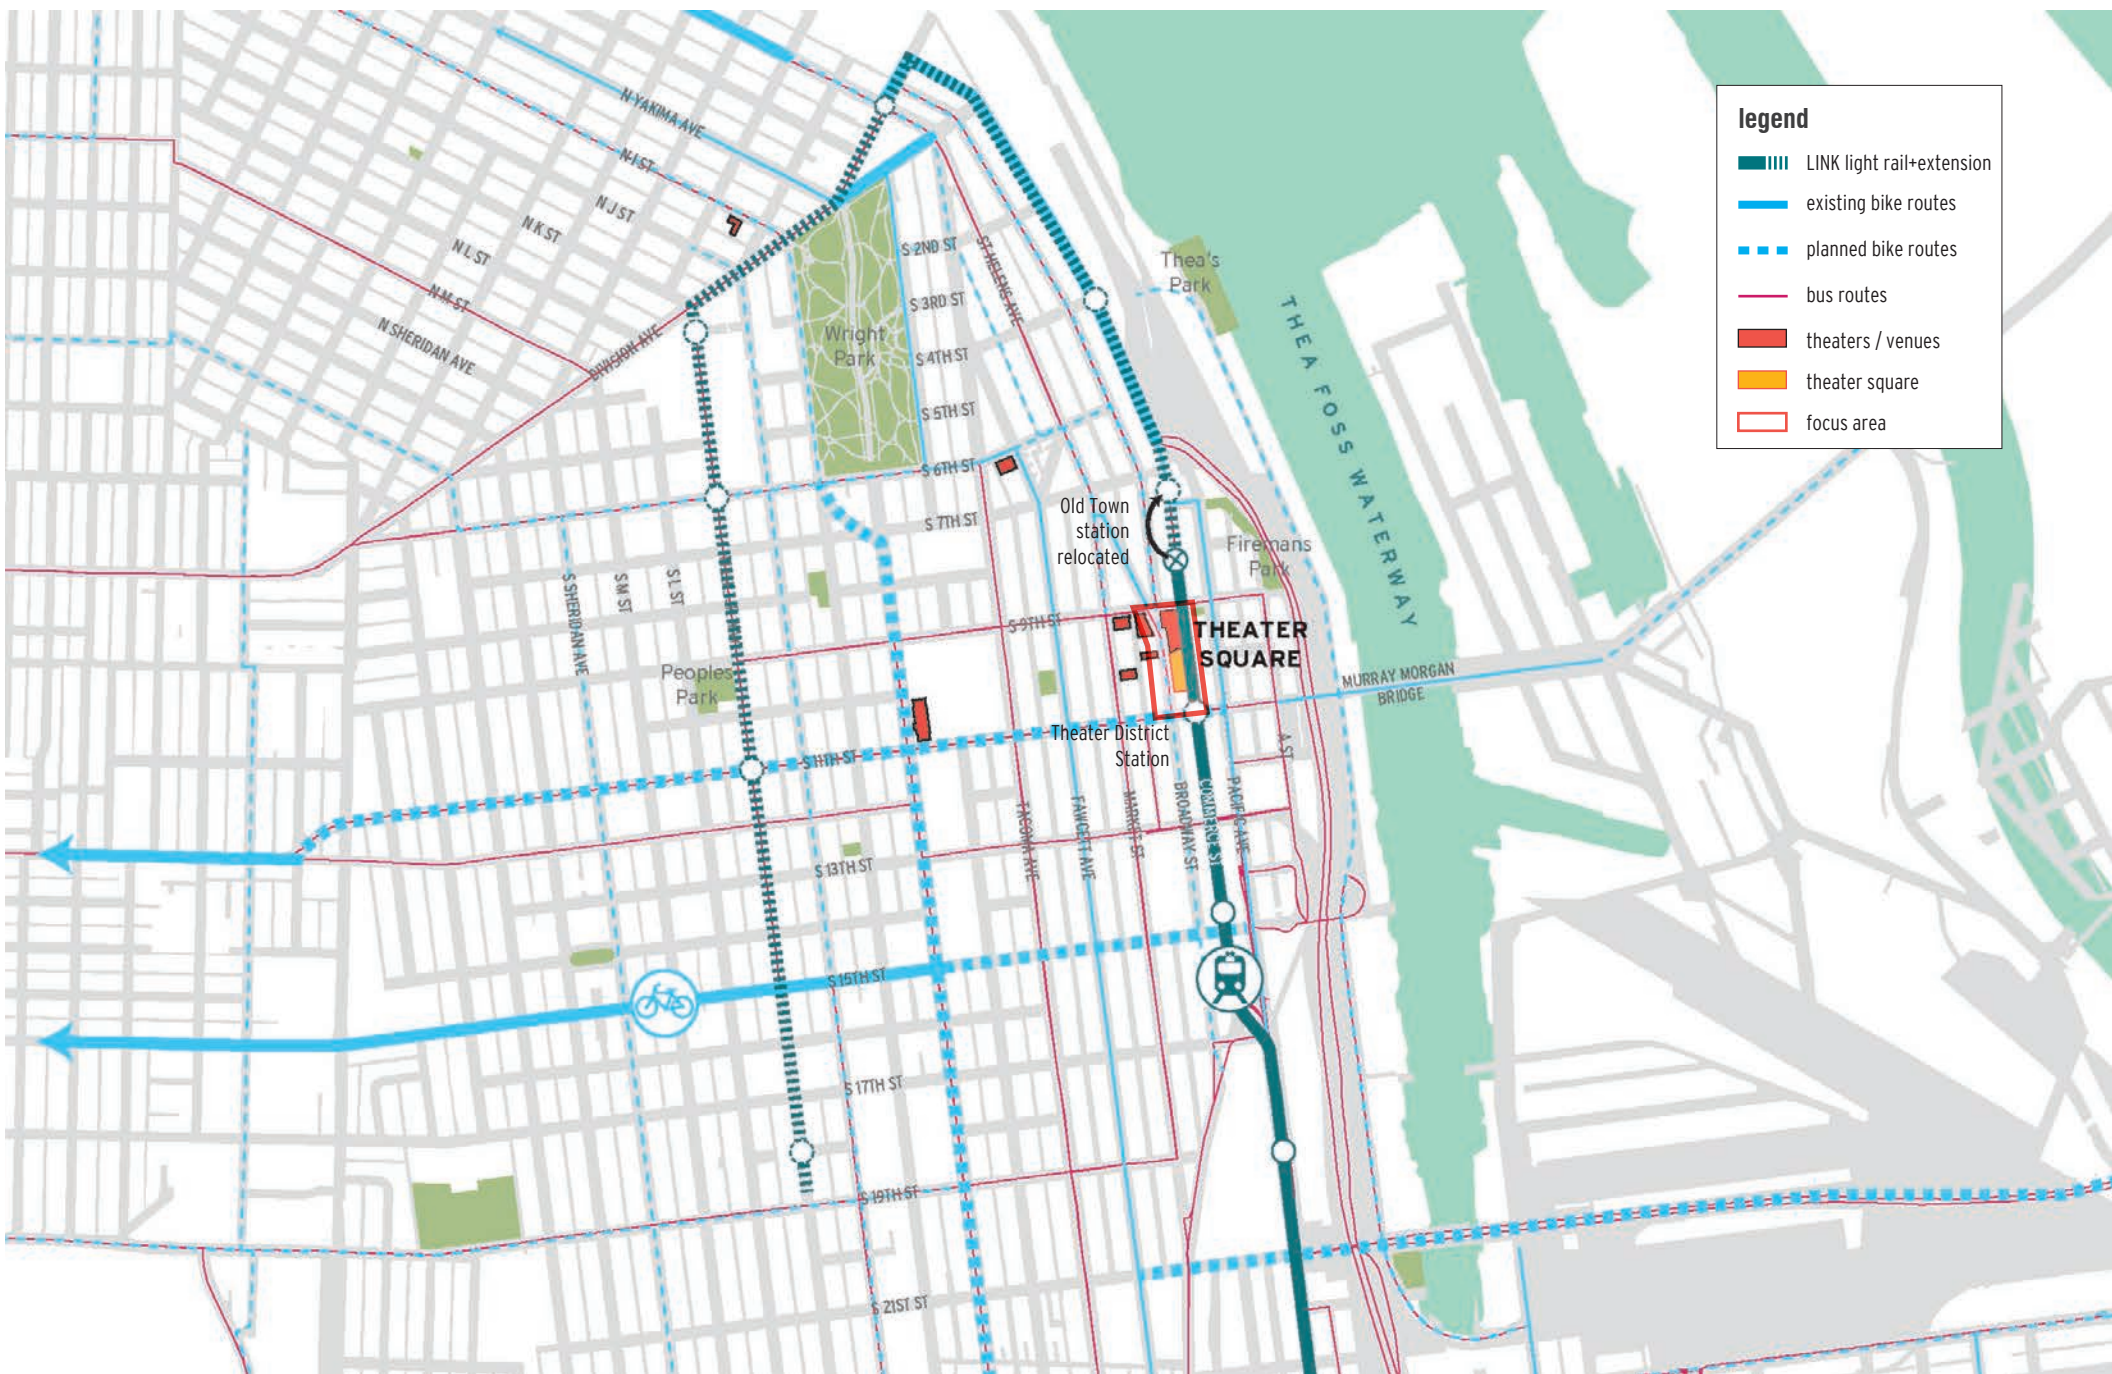 legend
LINK light rail+extension
existing bike routes
planned bike routes
bus routes
theaters / venues
theater square
focus area
N YAKIMA AVE
N I ST
N J ST
N K ST
N L ST
N M ST
N SHERIDAN AVE
DIVISION AVE
Wright
Park
S 2ND ST
S 3RD ST
S 4TH ST
S 5TH ST
S 6TH ST
S 7TH ST
ST HELENS AVE
Thea's
Park
THEA FOSS WATERWAY
Old Town
station
relocated
Firemans
Park
S SHERIDAN AVE
S M ST
S L ST
S 9TH ST
THEATER
SQUARE
Peoples
Park
MURRAY MORGAN
BRIDGE
Theater District
Station
S 11TH ST
A ST
TACOMA AVE
FAWCETT AVE
MARKET ST
BROADWAY ST
COMMERCE ST
PACIFIC AVE
S 13TH ST
S 15TH ST
S 17TH ST
S 19TH ST
S 21ST ST